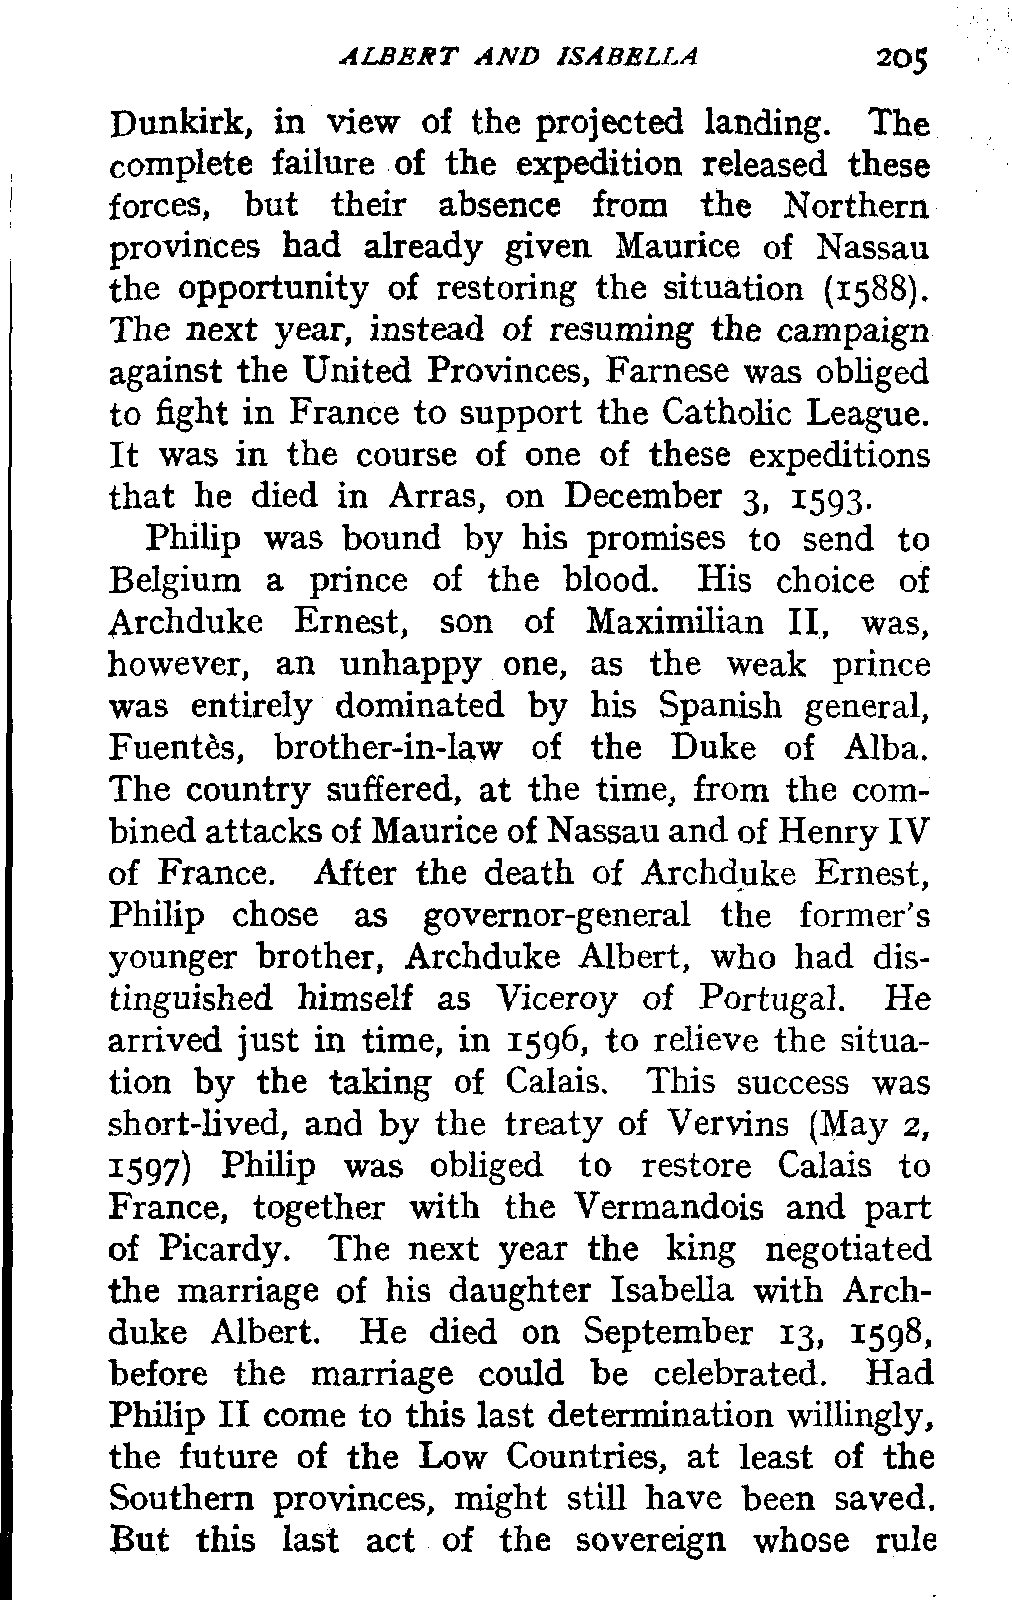 ALBERT AND ISABELLA 205
Dunkirk, in view of the projected landing. The
complete failure of the expedition released these
forces, but their absence from the Northern
provinces had already given Maurice of Nassau
the opportunity of restoring the situation (1588).
The next year, instead of resuming the campaign
against the United Provinces, Farnese was obliged
to fight in France to support the Catholic League.
It was in the course of one of these expeditions
that he died in Arras, on December 3, 1593.
Philip was bound by his promises to send to
Belgium a prince of the blood. His choice of
Archduke Ernest, son of Maximilian II, was,
however, an unhappy one, as the weak prince
was entirely dominated by his Spanish general,
Fuentès, brother-in-law of the Duke of Alba.
The country suffered, at the time, from the com-
bined attacks of Maurice of Nassau and of Henry IV
of France. After the death of Archduke Ernest,
Philip chose as governor-general the former's
younger brother, Archduke Albert, who had dis-
tinguished himself as Viceroy of Portugal. He
arrived just in time, in 1596, to relieve the situa-
tion by the taking of Calais. This success was
short-lived, and by the treaty of Vervins (May 2,
1597) Philip was obliged to restore Calais to
France, together with the Vermandois and part
of Picardy. The next year the king negotiated
the marriage of his daughter Isabella with Arch-
duke Albert. He died on September 13, 1598,
before the marriage could be celebrated. Had
Philip II come to this last determination willingly,
the future of the Low Countries, at least of the
Southern provinces, might still have been saved.
But this last act of the sovereign whose rule